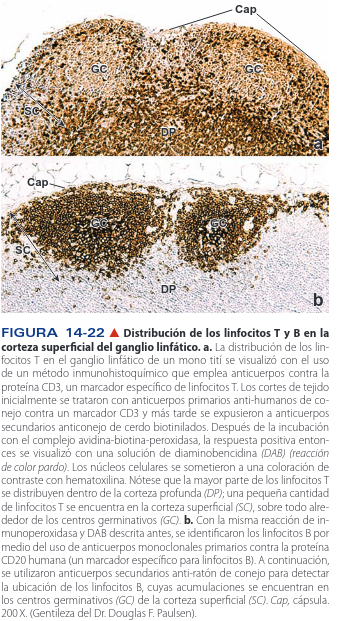 Cap
GC
GC
SC
DP
a
Cap
GC
GC
SC
DP
b
FIGURA 14-22 ▲ Distribución de los linfocitos T y B en la
corteza superficial del ganglio linfático. a. La distribución de los lin-
focitos T en el ganglio linfático de un mono tití se visualizó con el uso
de un método inmunohistoquímico que emplea anticuerpos contra la
proteína CD3, un marcador específico de linfocitos T. Los cortes de tejido
inicialmente se trataron con anticuerpos primarios anti-humanos de co-
nejo contra un marcador CD3 y más tarde se expusieron a anticuerpos
secundarios anticonejo de cerdo biotinilados. Después de la incubación
con el complejo avidina-biotina-peroxidasa, la respuesta positiva enton-
ces se visualizó con una solución de diaminobencidina (DAB) (reacción
de color pardo). Los núcleos celulares se sometieron a una coloración de
contraste con hematoxilina. Nótese que la mayor parte de los linfocitos T
se distribuyen dentro de la corteza profunda (DP); una pequeña cantidad
de linfocitos T se encuentra en la corteza superficial (SC), sobre todo alre-
dedor de los centros germinativos (GC). b. Con la misma reacción de in-
munoperoxidasa y DAB descrita antes, se identificaron los linfocitos B por
medio del uso de anticuerpos monoclonales primarios contra la proteína
CD20 humana (un marcador específico para linfocitos B). A continuación,
se utilizaron anticuerpos secundarios anti-ratón de conejo para detectar
la ubicación de los linfocitos B, cuyas acumulaciones se encuentran en
los centros germinativos (GC) de la corteza superficial (SC). Cap, cápsula.
200 X. (Gentileza del Dr. Douglas F. Paulsen).